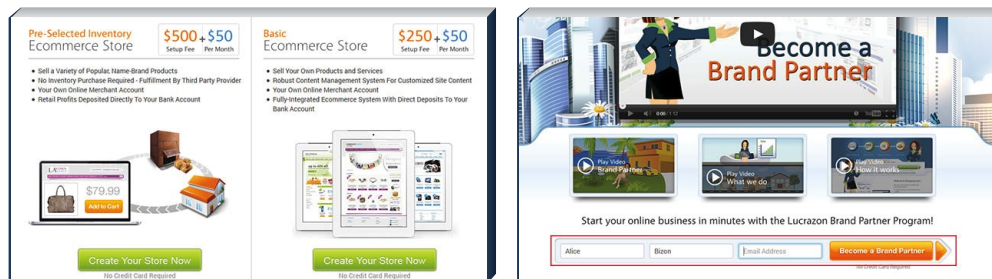 Pre-Selected Inventory
Ecommerce Store
$500 + $50
Setup Fee Per Month
Sell a Variety of Popular, Name-Brand Products
No Inventory Purchase Required - Fulfillment By Third Party Provider
Your Own Online Merchant Account
Retail Profits Deposited Directly To Your Bank Account
$79.99
Add to Cart
Create Your Store Now
No Credit Card Required
Basic
Ecommerce Store
$250 + $50
Setup Fee Per Month
Sell Your Own Products and Services
Robust Content Management System For Customized Site Content
Your Own Online Merchant Account
Fully-Integrated Ecommerce System With Direct Deposits To Your
Bank Account
Create Your Store Now
No Credit Card Required
Become a
Brand Partner
Play Video
Brand Partner
Play Video
What we do
Play Video
How it works
Start your online business in minutes with the Lucrazon Brand Partner Program!
Alice
Bizon
Email Address
Become a Brand Partner
No Credit Card Required